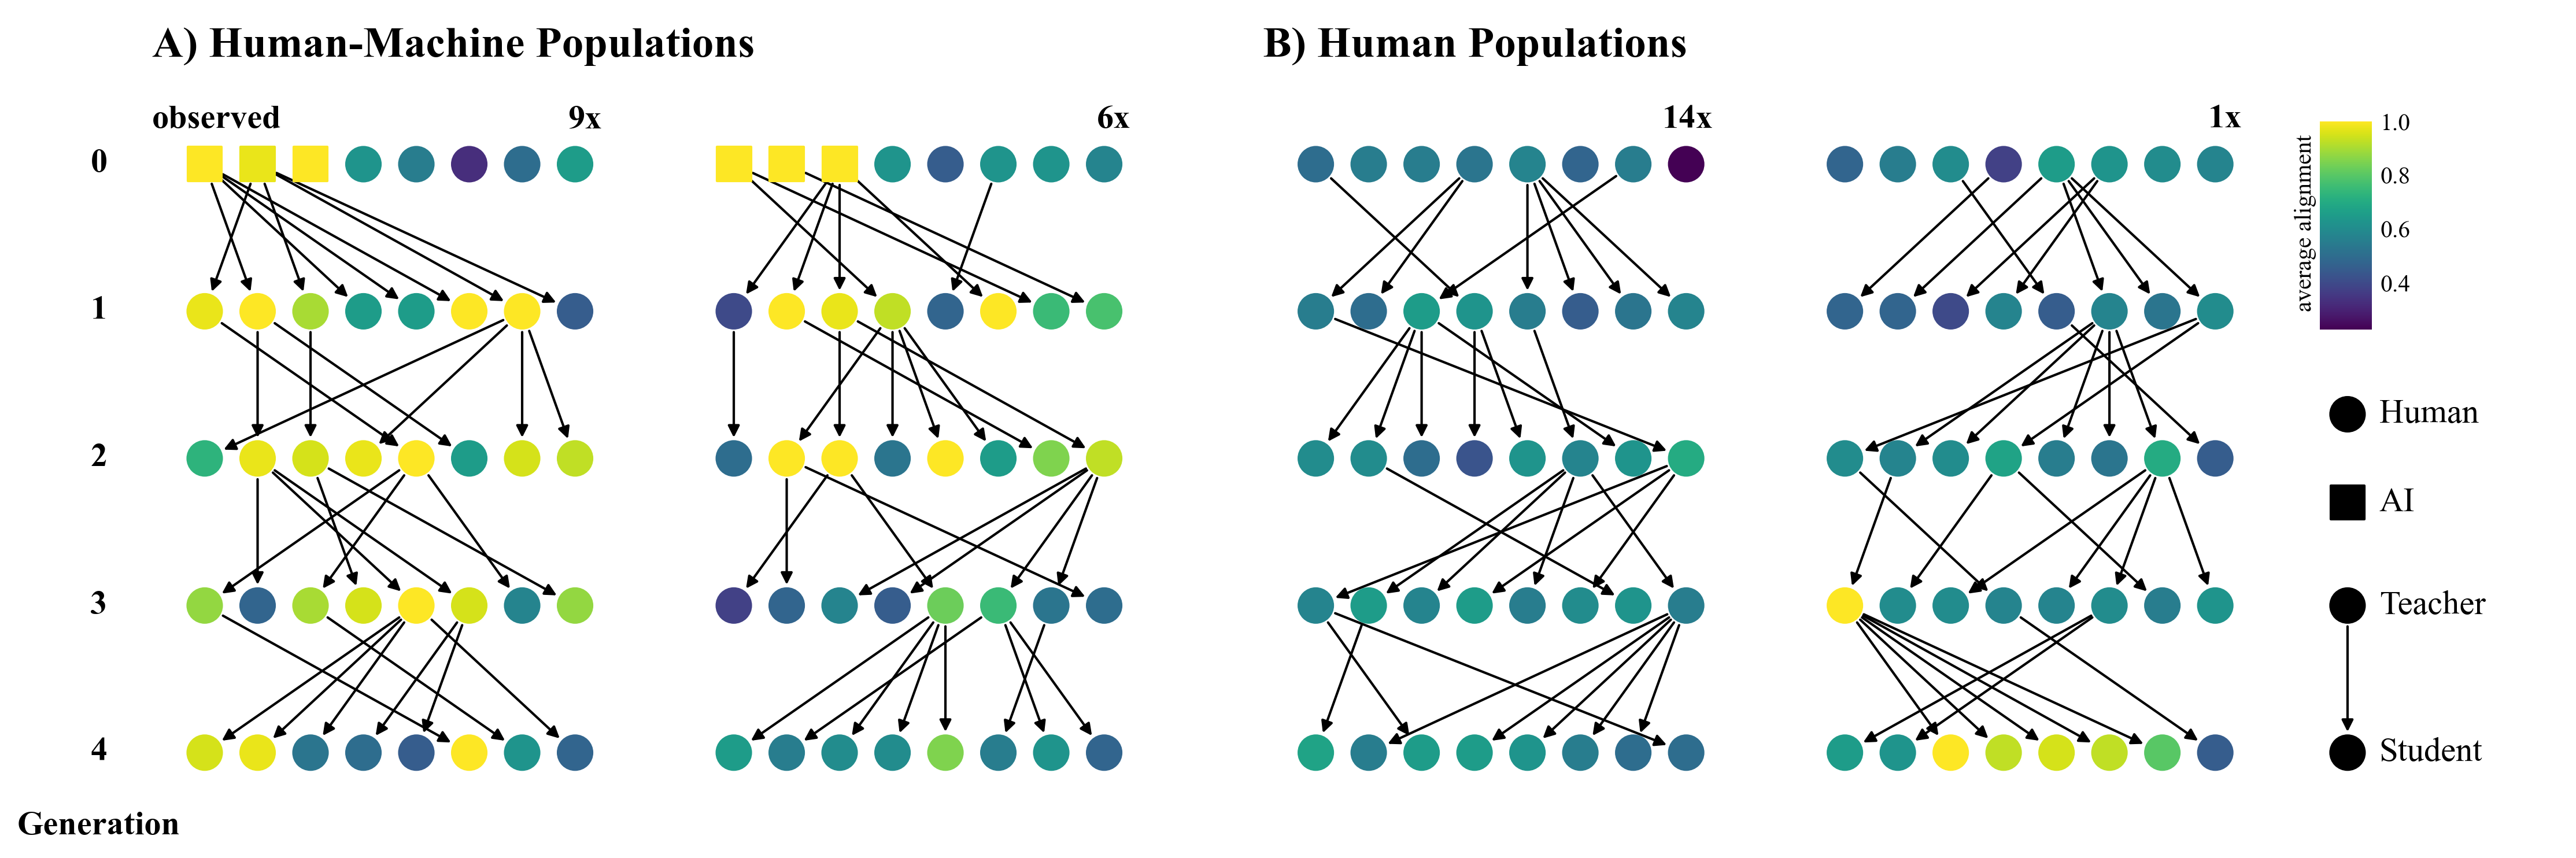 A) Human-Machine Populations
B) Human Populations
observed
9x
6x
14x
1x
0
1
2
3
4
Generation
average alignment
1.0
0.8
0.6
0.4
Human
AI
Teacher
Student